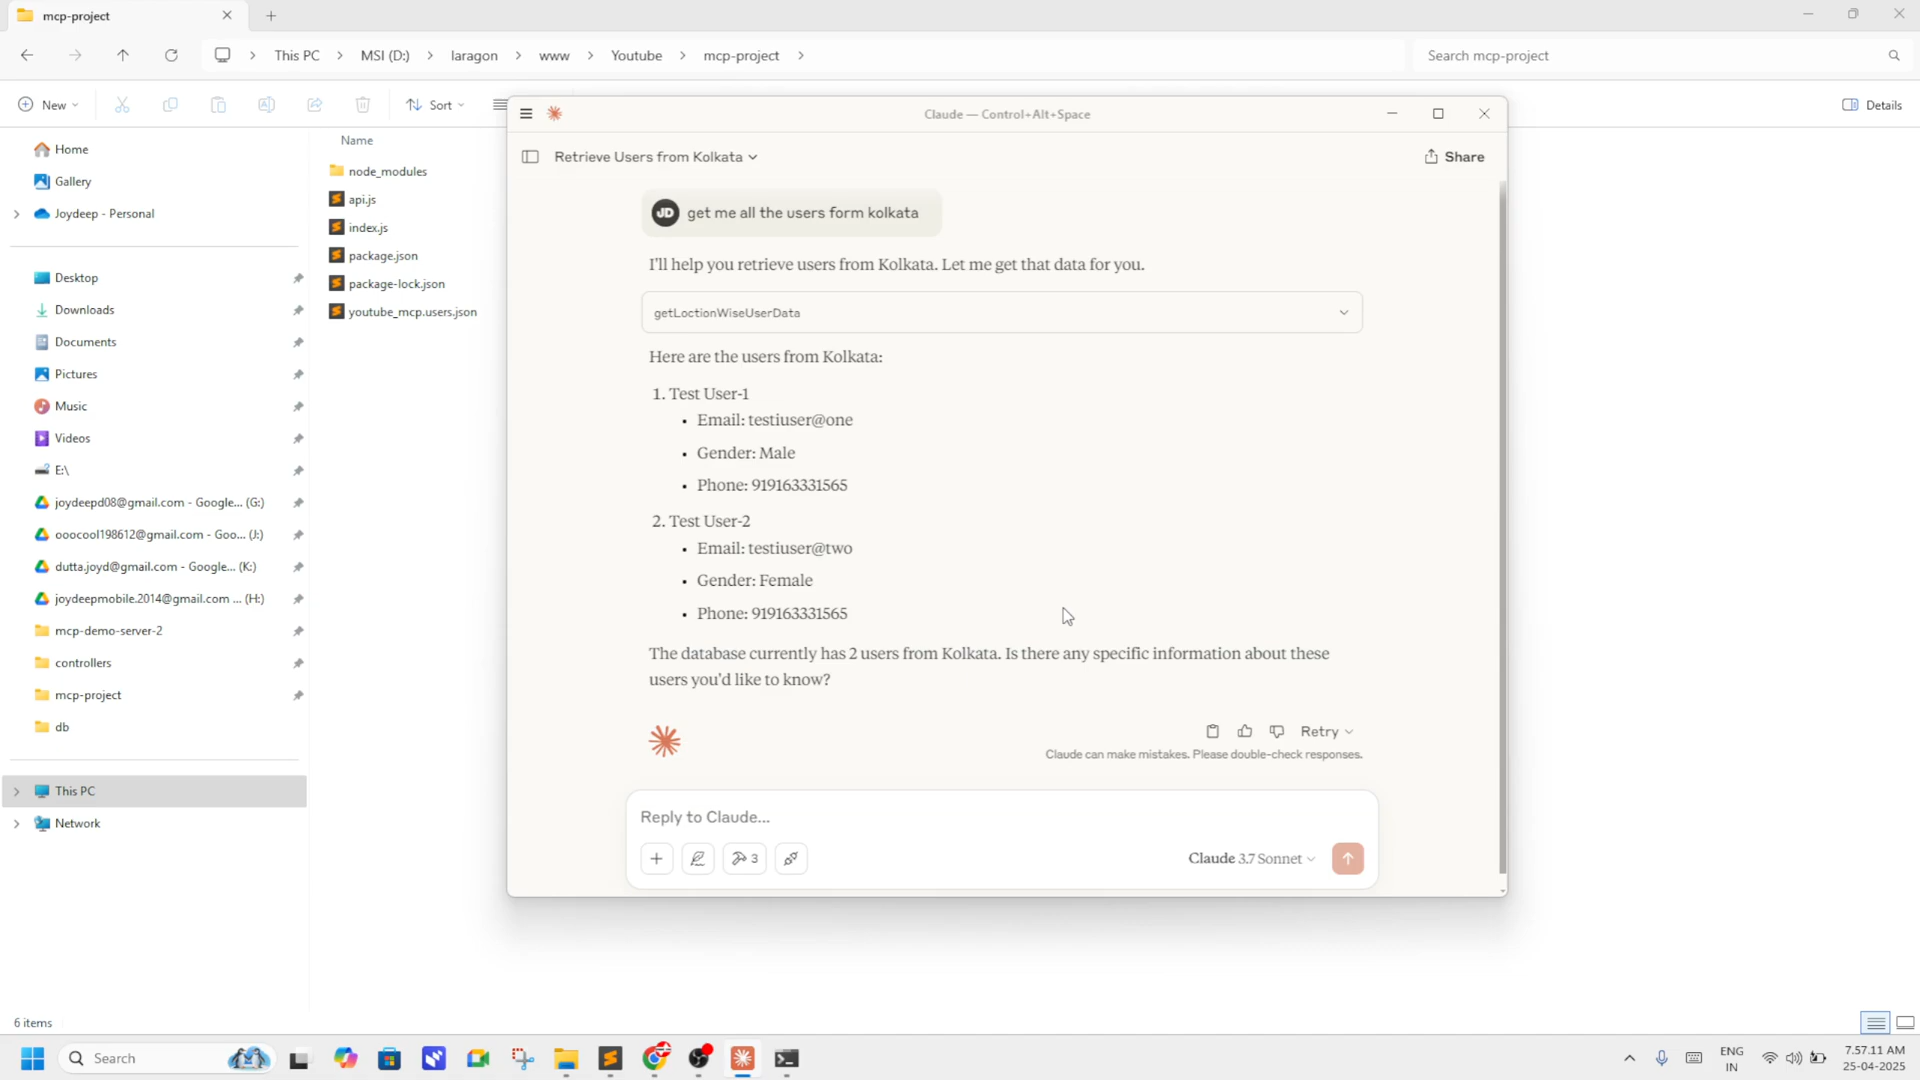 mcp-project
This PC > MSI (D:) > laragon > www > Youtube > mcp-project >
Search mcp-project
New
Sort
Details
Home
Gallery
Joydeep - Personal
Desktop
Downloads
Documents
Pictures
Music
Videos
E:\
joydeepd08@gmail.com - Google... (G:)
ooocool198612@gmail.com - Goo... (J:)
dutta.joyd@gmail.com - Google... (K:)
joydeepmobile.2014@gmail.com ... (H:)
mcp-demo-server-2
controllers
mcp-project
db
This PC
Network
Name
node_modules
api.js
index.js
package.json
package-lock.json
youtube_mcp.users.json
Claude — Control+Alt+Space
Retrieve Users from Kolkata
Share
JD get me all the users form kolkata
I'll help you retrieve users from Kolkata. Let me get that data for you.
getLoctionWiseUserData
Here are the users from Kolkata:
1. Test User-1
• Email: testiuser@one
• Gender: Male
• Phone: 919163331565
2. Test User-2
• Email: testiuser@two
• Gender: Female
• Phone: 919163331565
The database currently has 2 users from Kolkata. Is there any specific information about these
users you'd like to know?
Retry
Claude can make mistakes. Please double-check responses.
Reply to Claude...
3
Claude 3.7 Sonnet
6 items
Search
ENG
IN
7.57.11 AM
25-04-2025